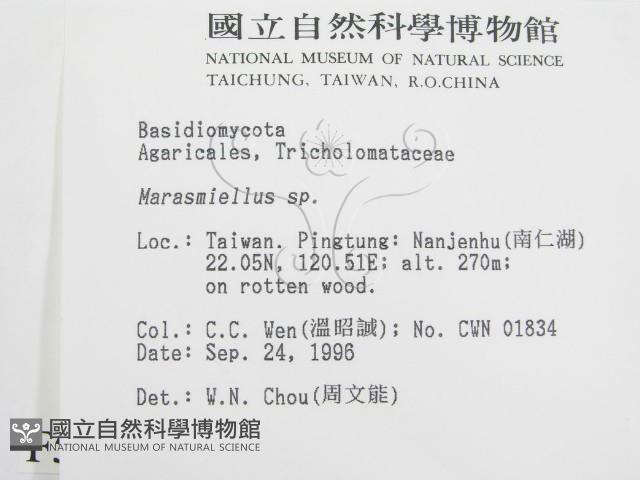 國立自然科學博物館
NATIONAL MUSEUM OF NATURAL SCIENCE
TAICHUNG, TAIWAN, R.O.CHINA
Basidiomycota
Agaricales, Tricholomataceae
Marasmiellus sp.
Loc.: Taiwan. Pingtung: Nanjenhu(南仁湖)
22.05N, 120.51E; alt. 270m;
on rotten wood.
Col.: C.C. Wen(溫昭誠); No. CWN 01834
Date: Sep. 24, 1996
Det.: W.N. Chou(周文能)
國立自然科學博物館
NATIONAL MUSEUM OF NATURAL SCIENCE